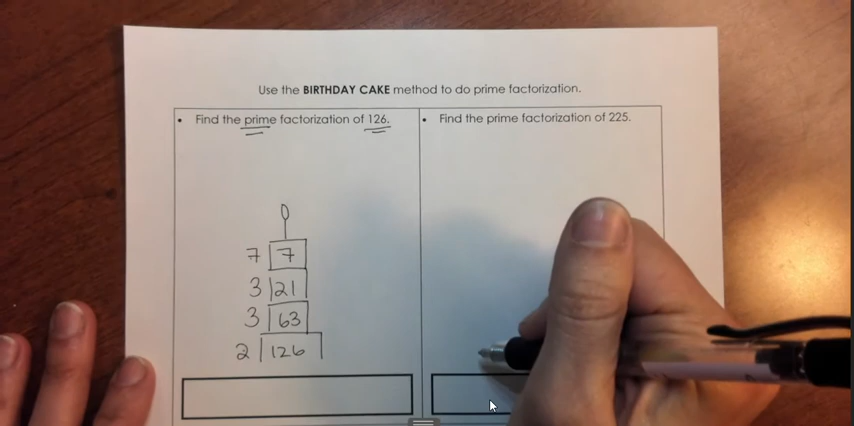 Use the BIRTHDAY CAKE method to do prime factorization.
• Find the prime factorization of 126.
7 7
3 21
3 63
2 126
• Find the prime factorization of 225.